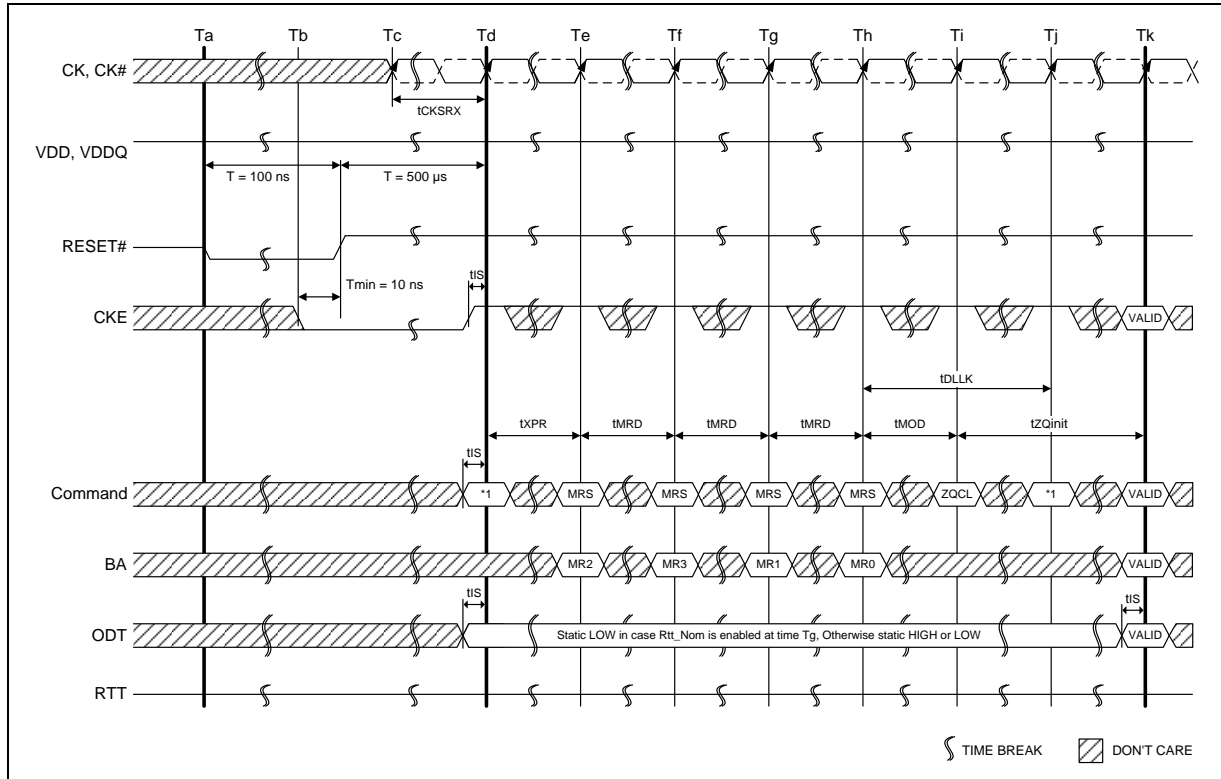 Ta Tb Tc Td Te Tf Tg Th Ti Tj Tk
CK, CK#
tCKSRX
VDD, VDDQ
T = 100 ns T = 500 µs
RESET#
tIS
Tmin = 10 ns
CKE VALID
tDLLK
tXPR tMRD tMRD tMRD tMOD tZQinit
tIS
Command *1 MRS MRS MRS MRS ZQCL *1 VALID
BA MR2 MR3 MR1 MR0 VALID
tIS tIS
ODT Static LOW in case Rtt_Nom is enabled at time Tg, Otherwise static HIGH or LOW VALID
RTT
TIME BREAK DON'T CARE